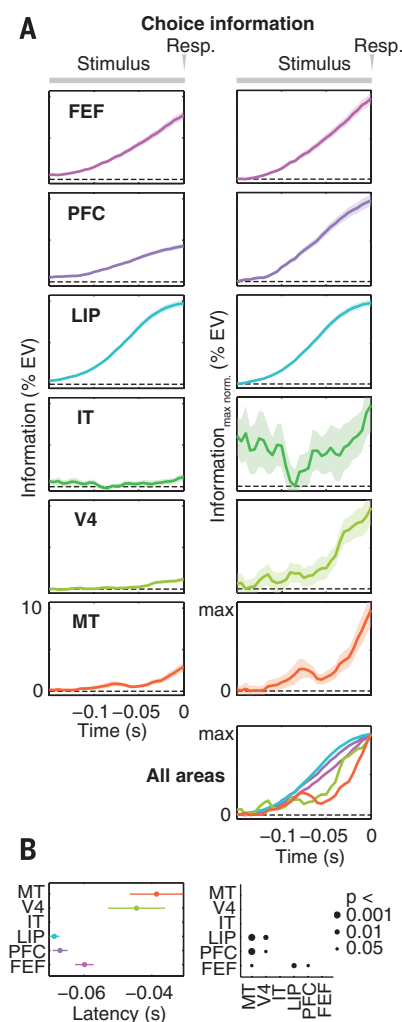 A
Choice information
Resp.
Resp.
Stimulus
Stimulus
FEF
PFC
LIP
IT
V4
MT
Information (% EV)
Information max norm. (% EV)
10
0
max
0
−0.1
−0.05
0
Time (s)
All areas
max
0
−0.1
−0.05
0
Time (s)
B
MT
V4
IT
LIP
PFC
FEF
−0.06
−0.04
Latency (s)
MT
V4
IT
LIP
PFC
FEF
MT
V4
IT
LIP
PFC
FEF
p <
0.001
0.01
0.05